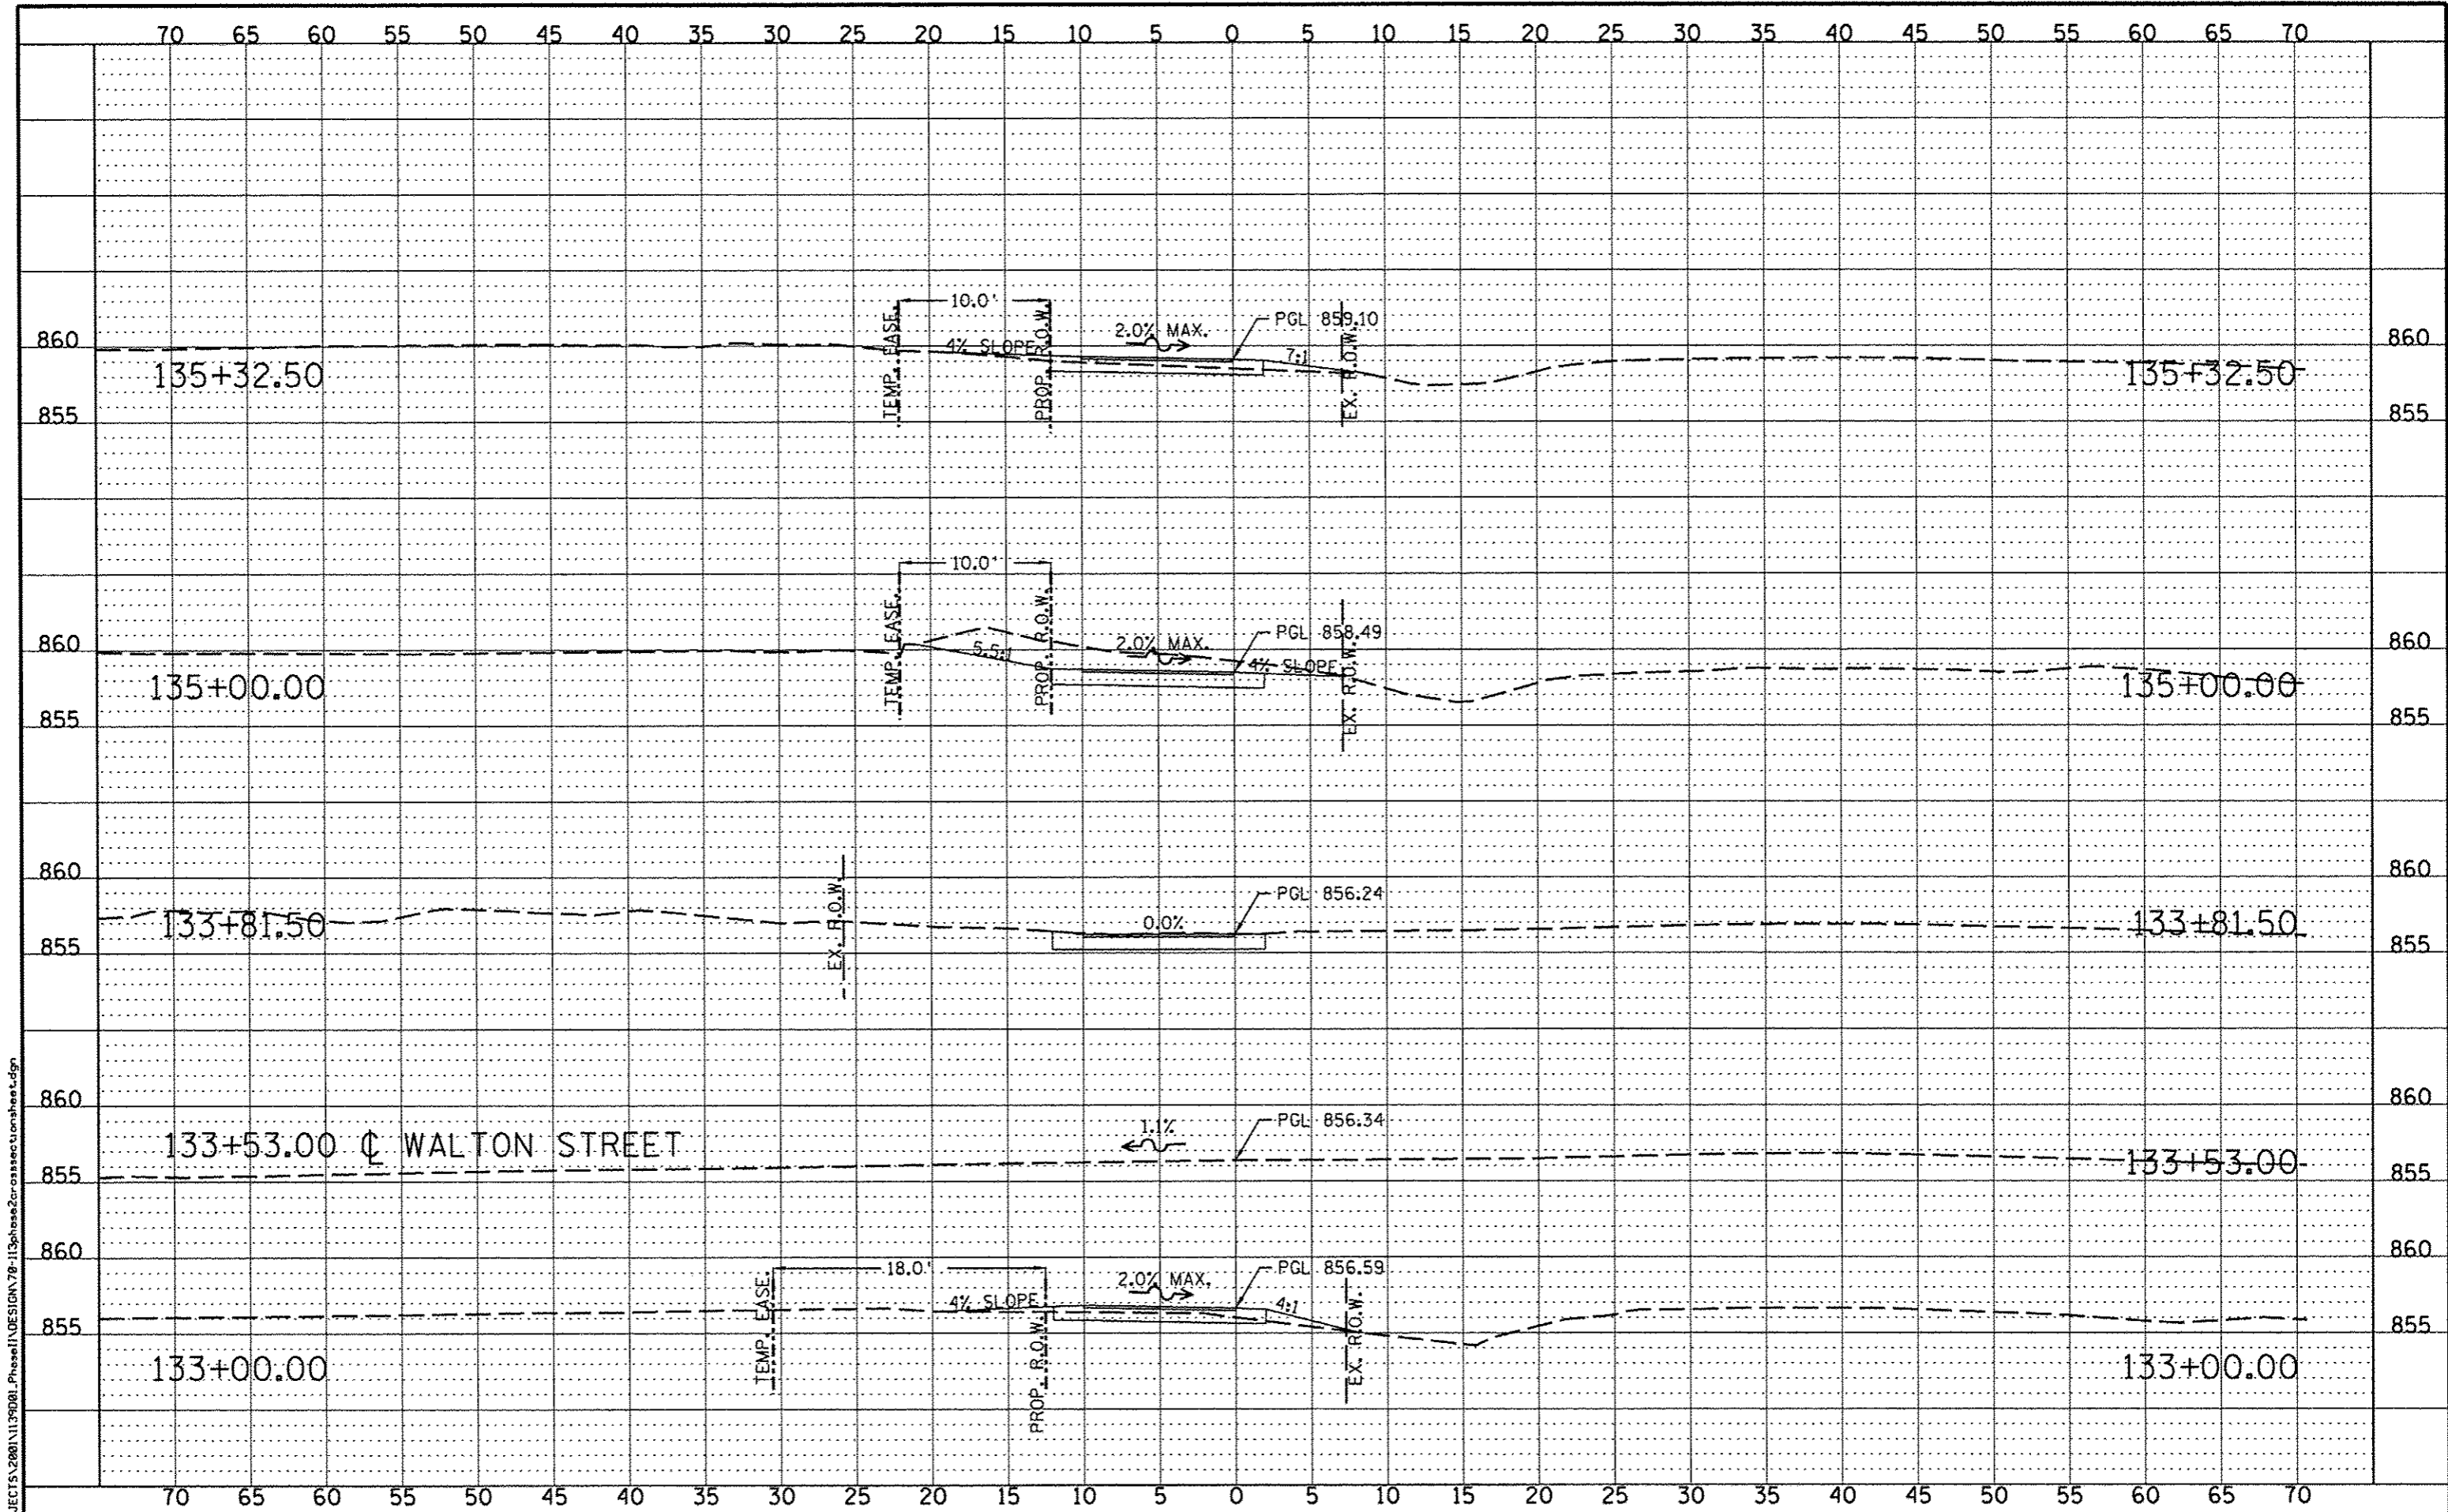 70 65 60 55 50 45 40 35 30 25 20 15 10 5 0 5 10 15 20 25 30 35 40 45 50 55 60 65 70
10.0'
PGL 859.10
2.0% MAX.
860 4% SLOPE 7:1 860
135+32.50 TEMP. EASE. PROP. R.O.W. EX. R.O.W. 135+32.50
855 855
10.0'
PGL 858.49
860 5.5:1 2.0% MAX. 4% SLOPE 860
135+00.00 TEMP. EASE. PROP. R.O.W. EX. R.O.W. 135+00.00
855 855
860 860
PGL 856.24
133+81.50 EX. R.O.W. 0.0% 133+81.50
855 855
860 860
1.1% PGL 856.34
133+53.00 ℄ WALTON STREET 133+53.00
855 855
860 860
18.0' 2.0% MAX. PGL 856.59
4% SLOPE 4:1
855 855
133+00.00 TEMP. EASE. PROP. R.O.W. EX. R.O.W. 133+00.00
70 65 60 55 50 45 40 35 30 25 20 15 10 5 0 5 10 15 20 25 30 35 40 45 50 55 60 65 70